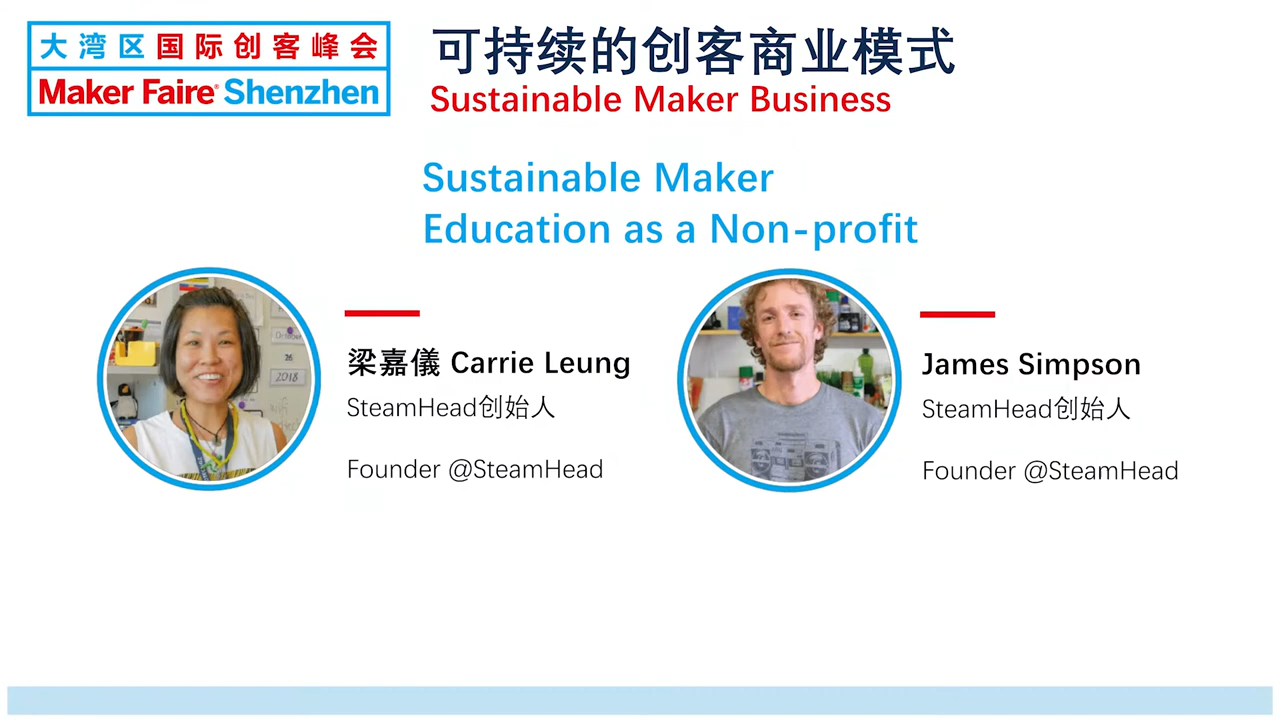 大湾区国际创客峰会
Maker Faire® Shenzhen
可持续的创客商业模式
Sustainable Maker Business
Sustainable Maker
Education as a Non-profit
梁嘉儀 Carrie Leung
SteamHead创始人
Founder @SteamHead
James Simpson
SteamHead创始人
Founder @SteamHead
26
2018